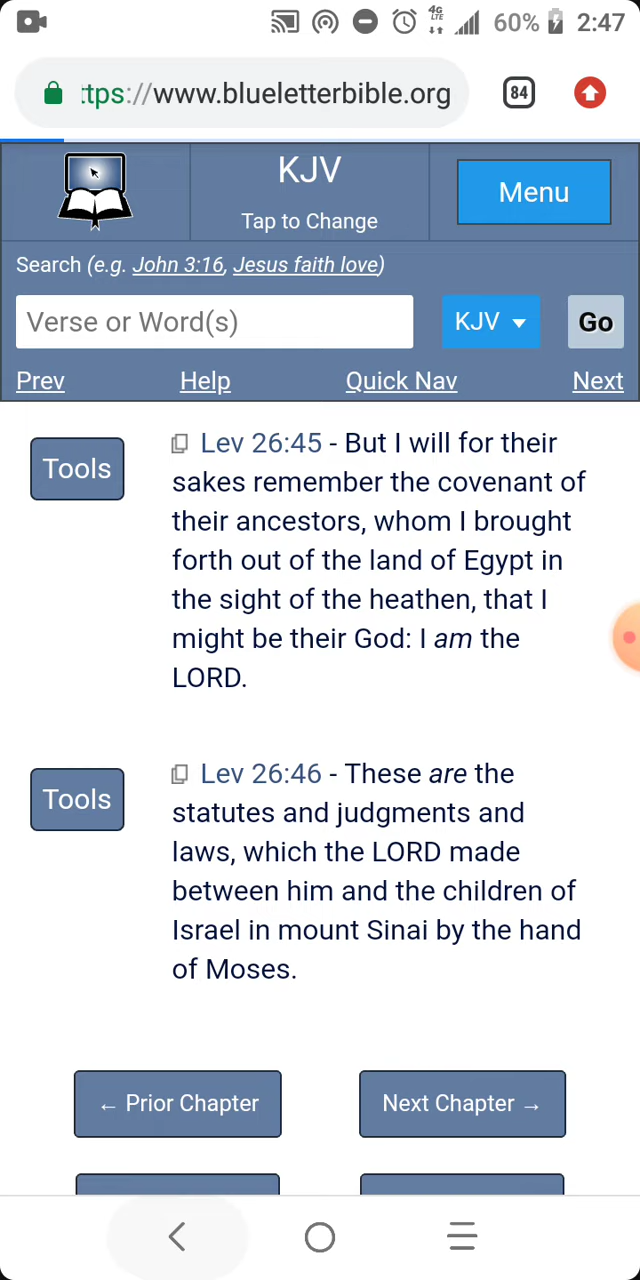 4G
LTE
60%
2:47
ttps://www.blueletterbible.org
84
KJV
Tap to Change
Menu
Search (e.g. John 3:16, Jesus faith love)
Verse or Word(s)
KJV
Go
Prev
Help
Quick Nav
Next
Tools
Lev 26:45 - But I will for their
sakes remember the covenant of
their ancestors, whom I brought
forth out of the land of Egypt in
the sight of the heathen, that I
might be their God: I am the
LORD.
Tools
Lev 26:46 - These are the
statutes and judgments and
laws, which the LORD made
between him and the children of
Israel in mount Sinai by the hand
of Moses.
← Prior Chapter
Next Chapter →